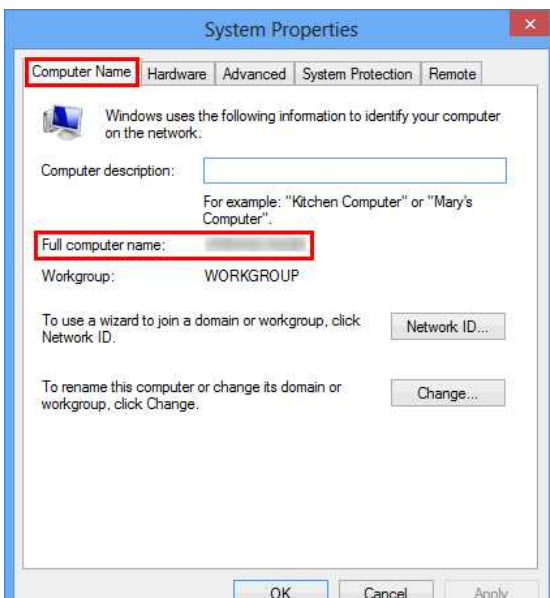 System Properties
Computer Name Hardware Advanced System Protection Remote
Windows uses the following information to identify your computer
on the network.
Computer description:
For example: "Kitchen Computer" or "Mary's
Computer".
Full computer name:
Workgroup: WORKGROUP
To use a wizard to join a domain or workgroup, click
Network ID.
Network ID...
To rename this computer or change its domain or
workgroup, click Change.
Change...
OK Cancel Apply